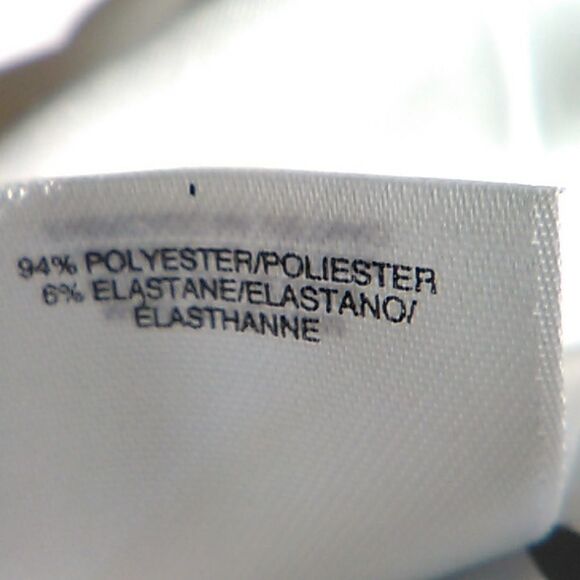 94% POLYESTER/POLIESTER
6% ELASTANE/ELASTANO/
ÉLASTHANNE